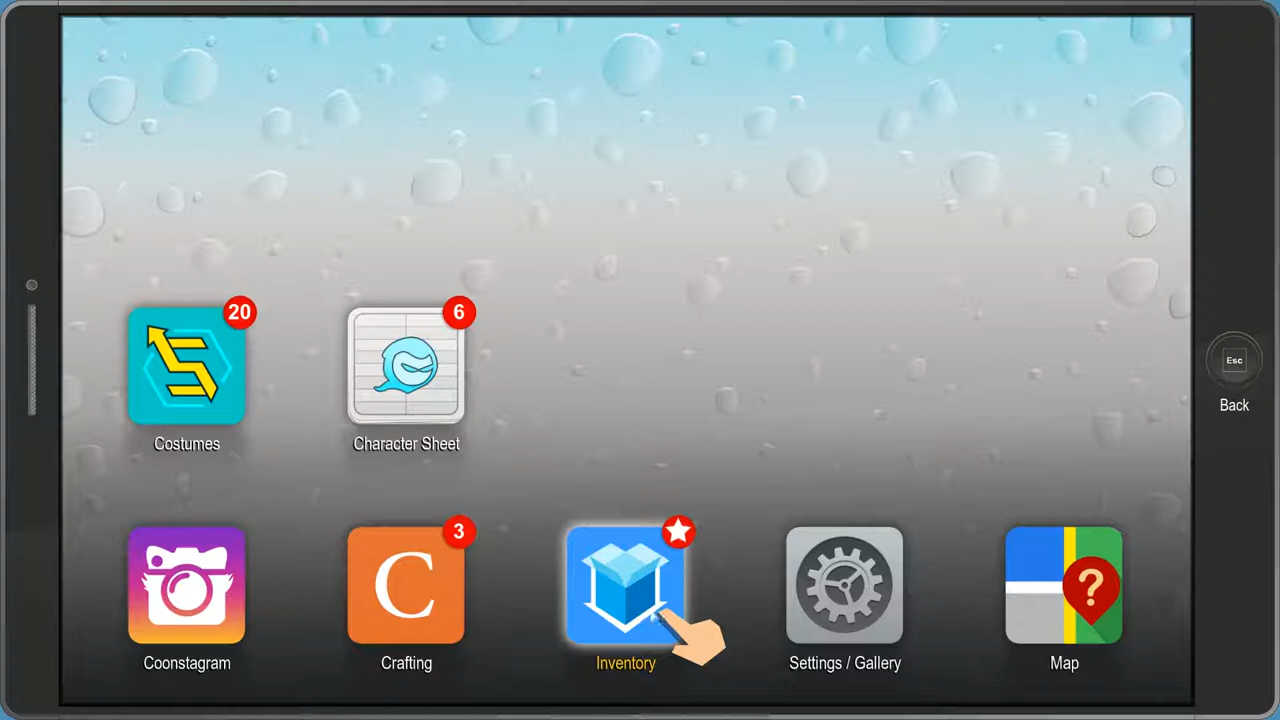 20
6
Costumes
Character Sheet
Esc
Back
3
C
?
Coonstagram
Crafting
Inventory
Settings / Gallery
Map